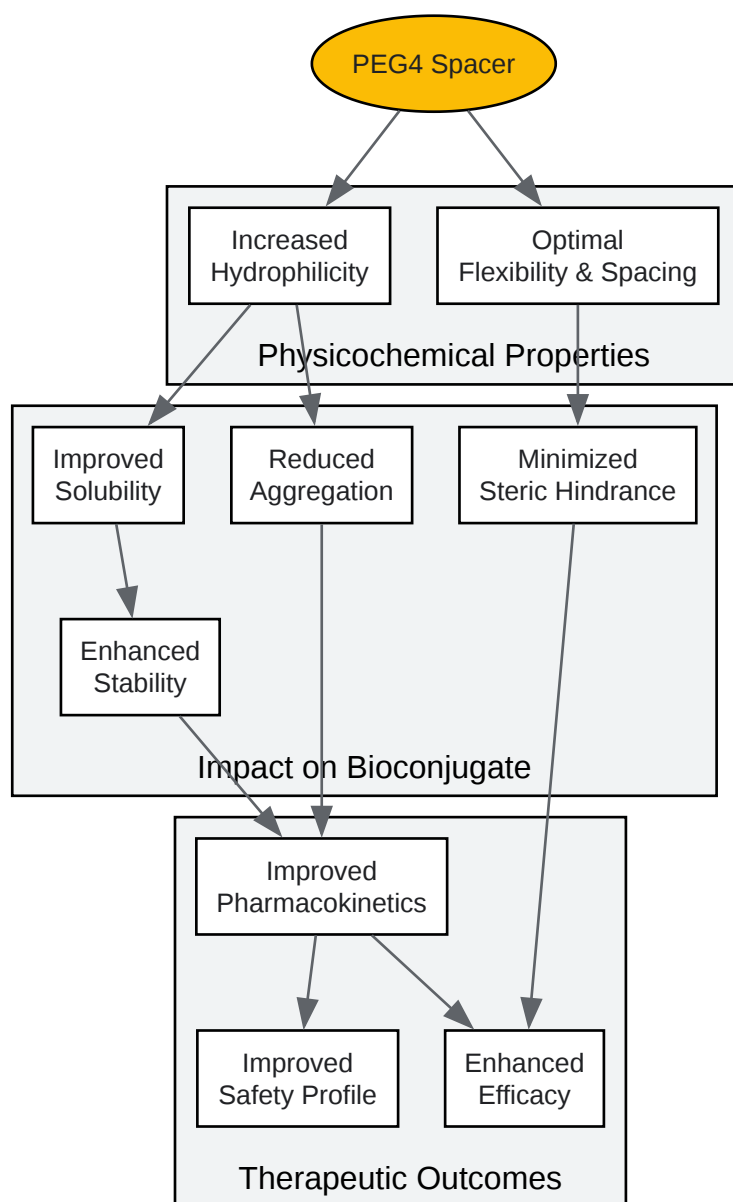 PEG4 Spacer
Increased
Hydrophilicity
Optimal
Flexibility & Spacing
Physicochemical Properties
Improved
Solubility
Reduced
Aggregation
Minimized
Steric Hindrance
Enhanced
Stability
Impact on Bioconjugate
Improved
Pharmacokinetics
Improved
Safety Profile
Enhanced
Efficacy
Therapeutic Outcomes